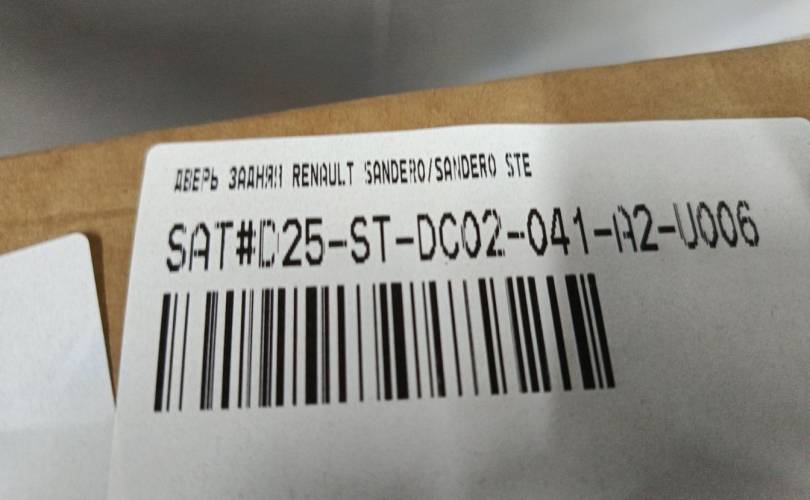 ДВЕРЬ ЗАДНЯЯ RENAULT SANDERO/SANDERO STE
SAT#D25-ST-DC02-041-A2-U006